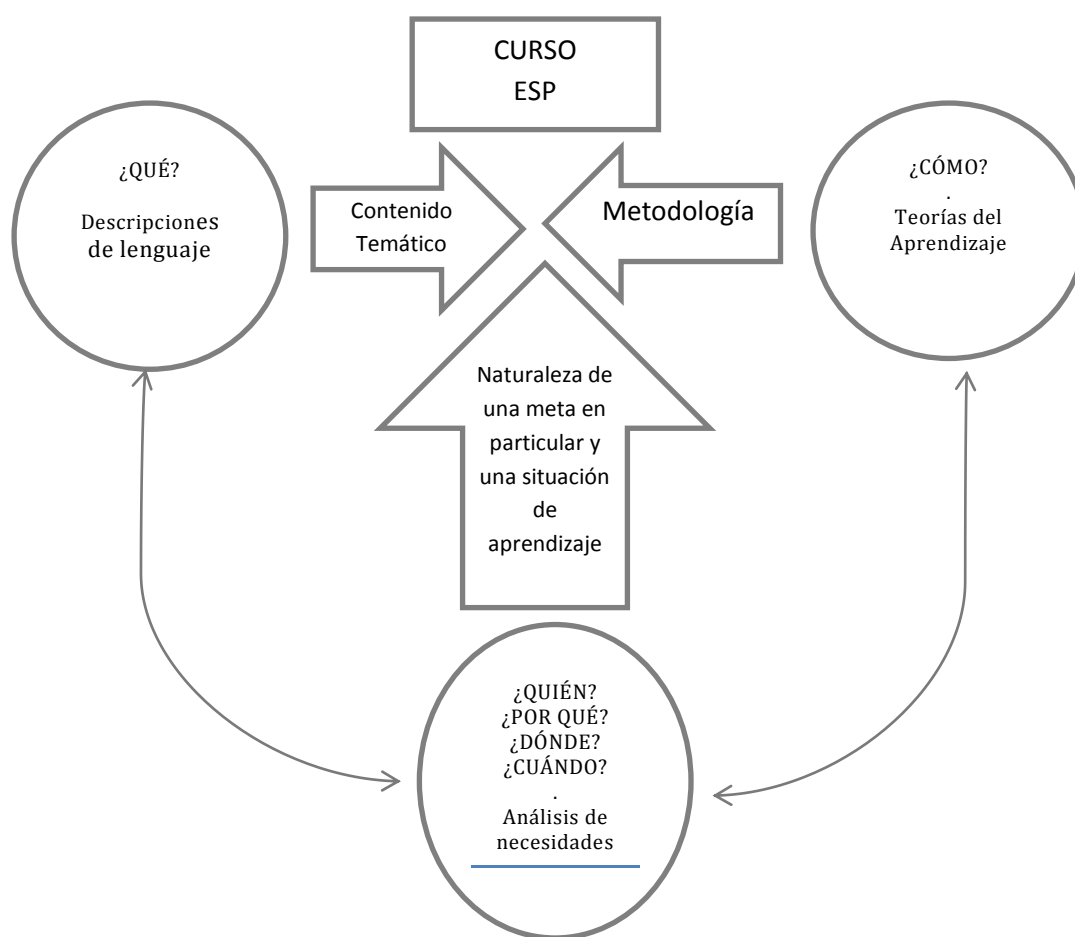 CURSO
ESP
¿QUÉ?
Descripciones
de lenguaje
Contenido
Temático
Metodología
¿CÓMO?
.
Teorías del
Aprendizaje
Naturaleza de
una meta en
particular y
una situación
de
aprendizaje
¿QUIÉN?
¿POR QUÉ?
¿DÓNDE?
¿CUÁNDO?
.
Análisis de
necesidades